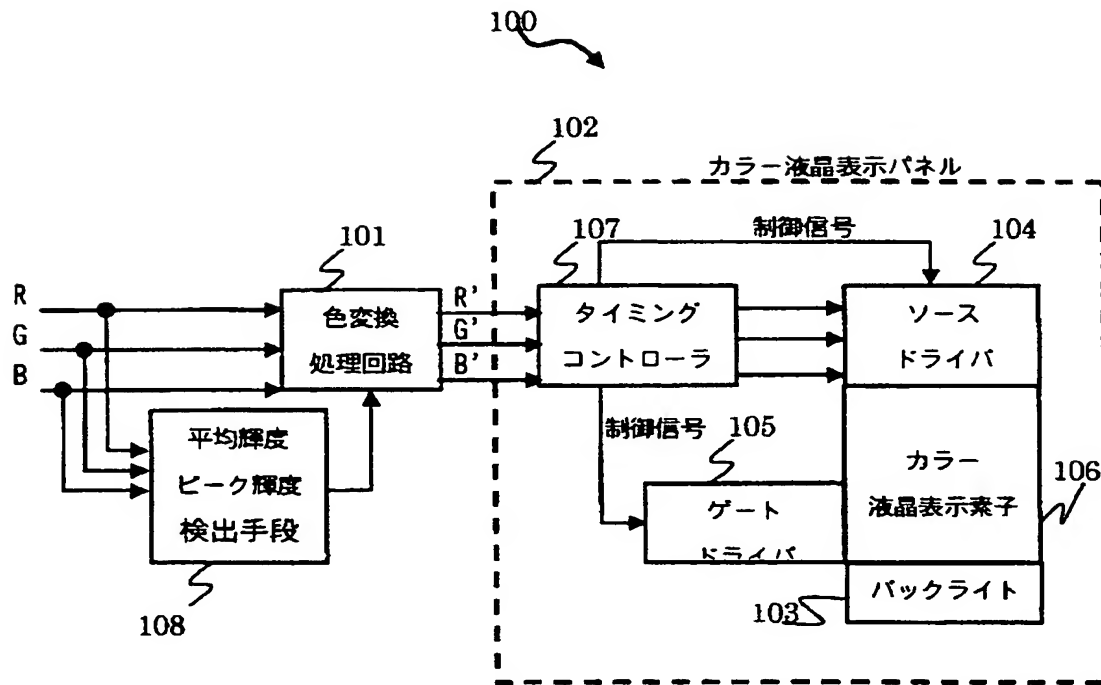 100
102
カラー液晶表示パネル
101
107
制御信号
104
R
G
B
色変換
処理回路
R'
G'
B'
タイミング
コントローラ
ソース
ドライバ
平均輝度
ピーク輝度
検出手段
制御信号
105
ゲート
ドライバ
カラー
液晶表示素子
106
バックライト
103
108